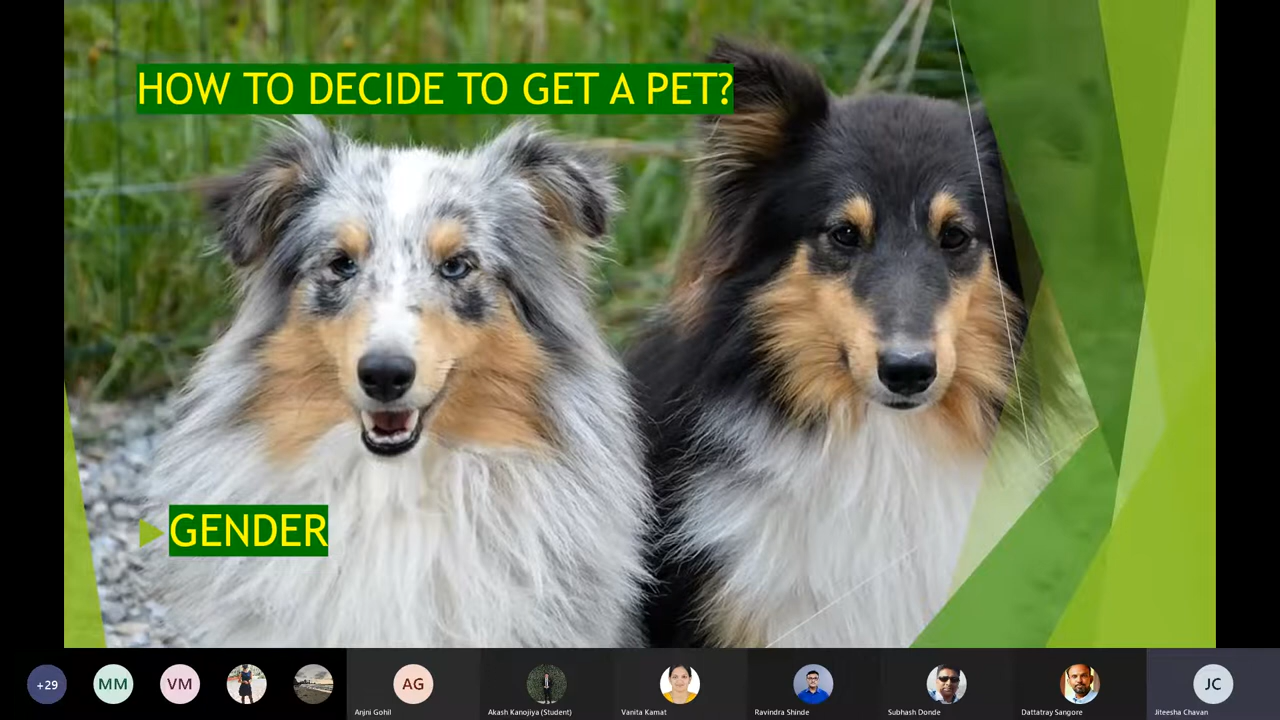 HOW TO DECIDE TO GET A PET?
GENDER
+29
MM
VM
AG
JC
Anjni Gohil
Akash Kanojiya (Student)
Vanita Kamat
Ravindra Shinde
Subhash Donde
Dattatray Sangore
Jiteesha Chavan